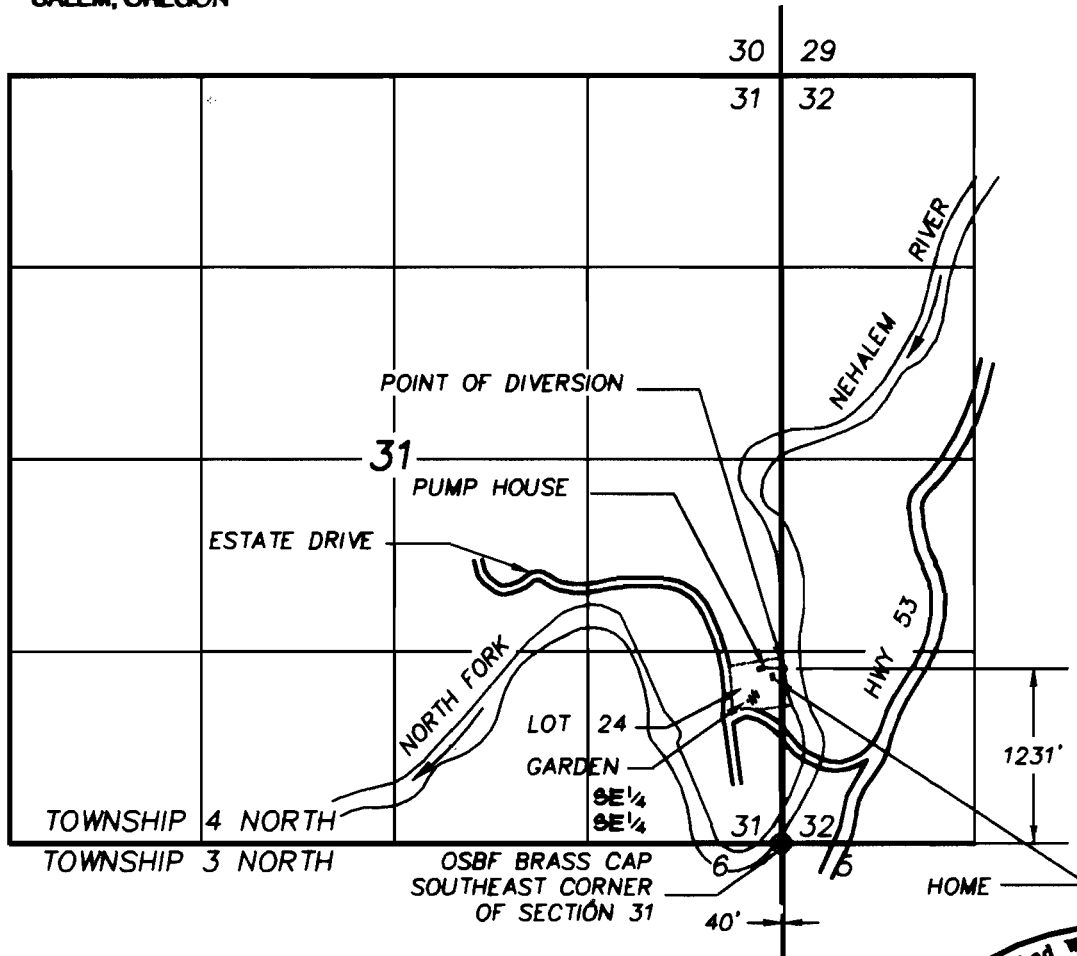 SALEM, OREGON
30 29
31 32
RIVER
NEHALEM
POINT OF DIVERSION
31
PUMP HOUSE
ESTATE DRIVE
HWY 53
NORTH FORK
LOT 24
GARDEN
1231'
SE¼
SE¼
TOWNSHIP 4 NORTH
31 32
TOWNSHIP 3 NORTH
6 5
OSBF BRASS CAP
SOUTHEAST CORNER
OF SECTION 31
HOME
40'